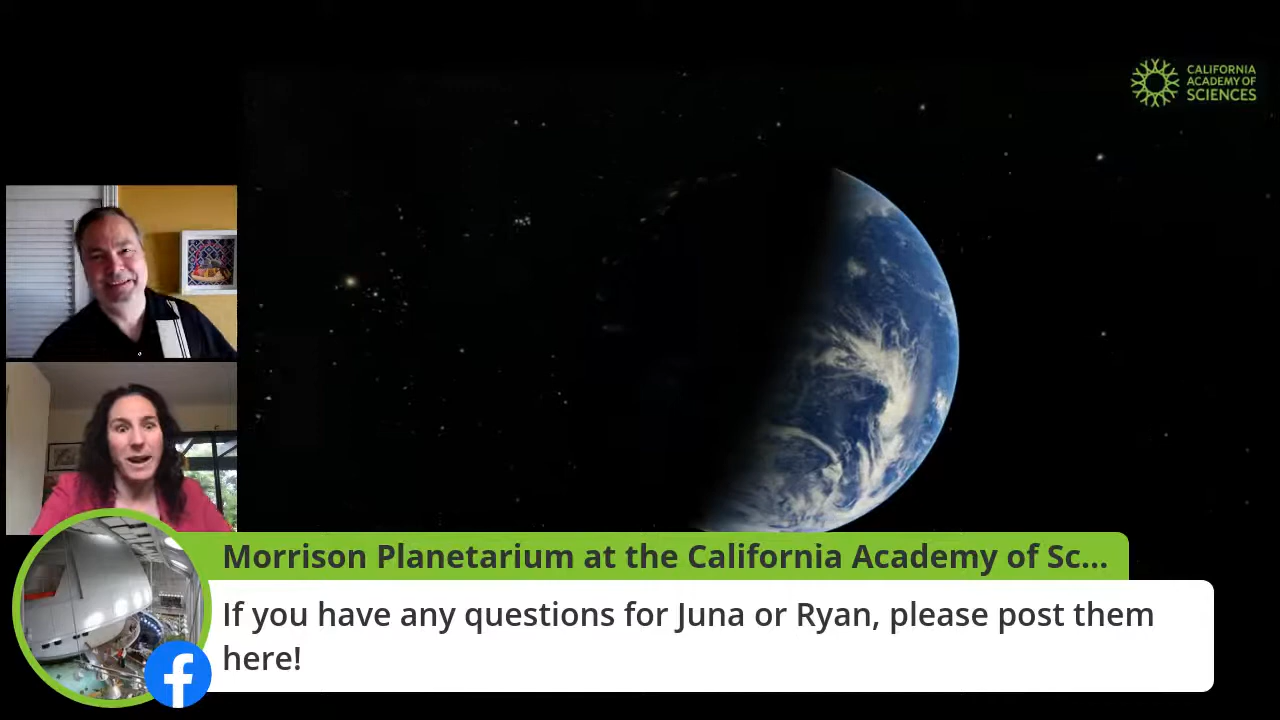 CALIFORNIA
ACADEMY OF
SCIENCES
Morrison Planetarium at the California Academy of Sc...
If you have any questions for Juna or Ryan, please post them
here!